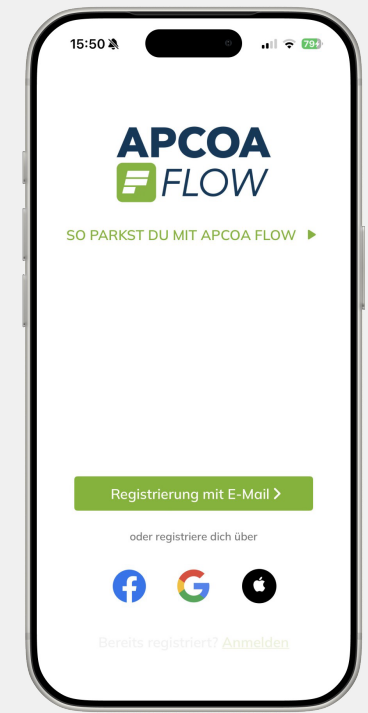 15:50
79
APCOA
FLOW
SO PARKST DU MIT APCOA FLOW
Registrierung mit E-Mail
oder registriere dich über
Bereits registriert? Anmelden